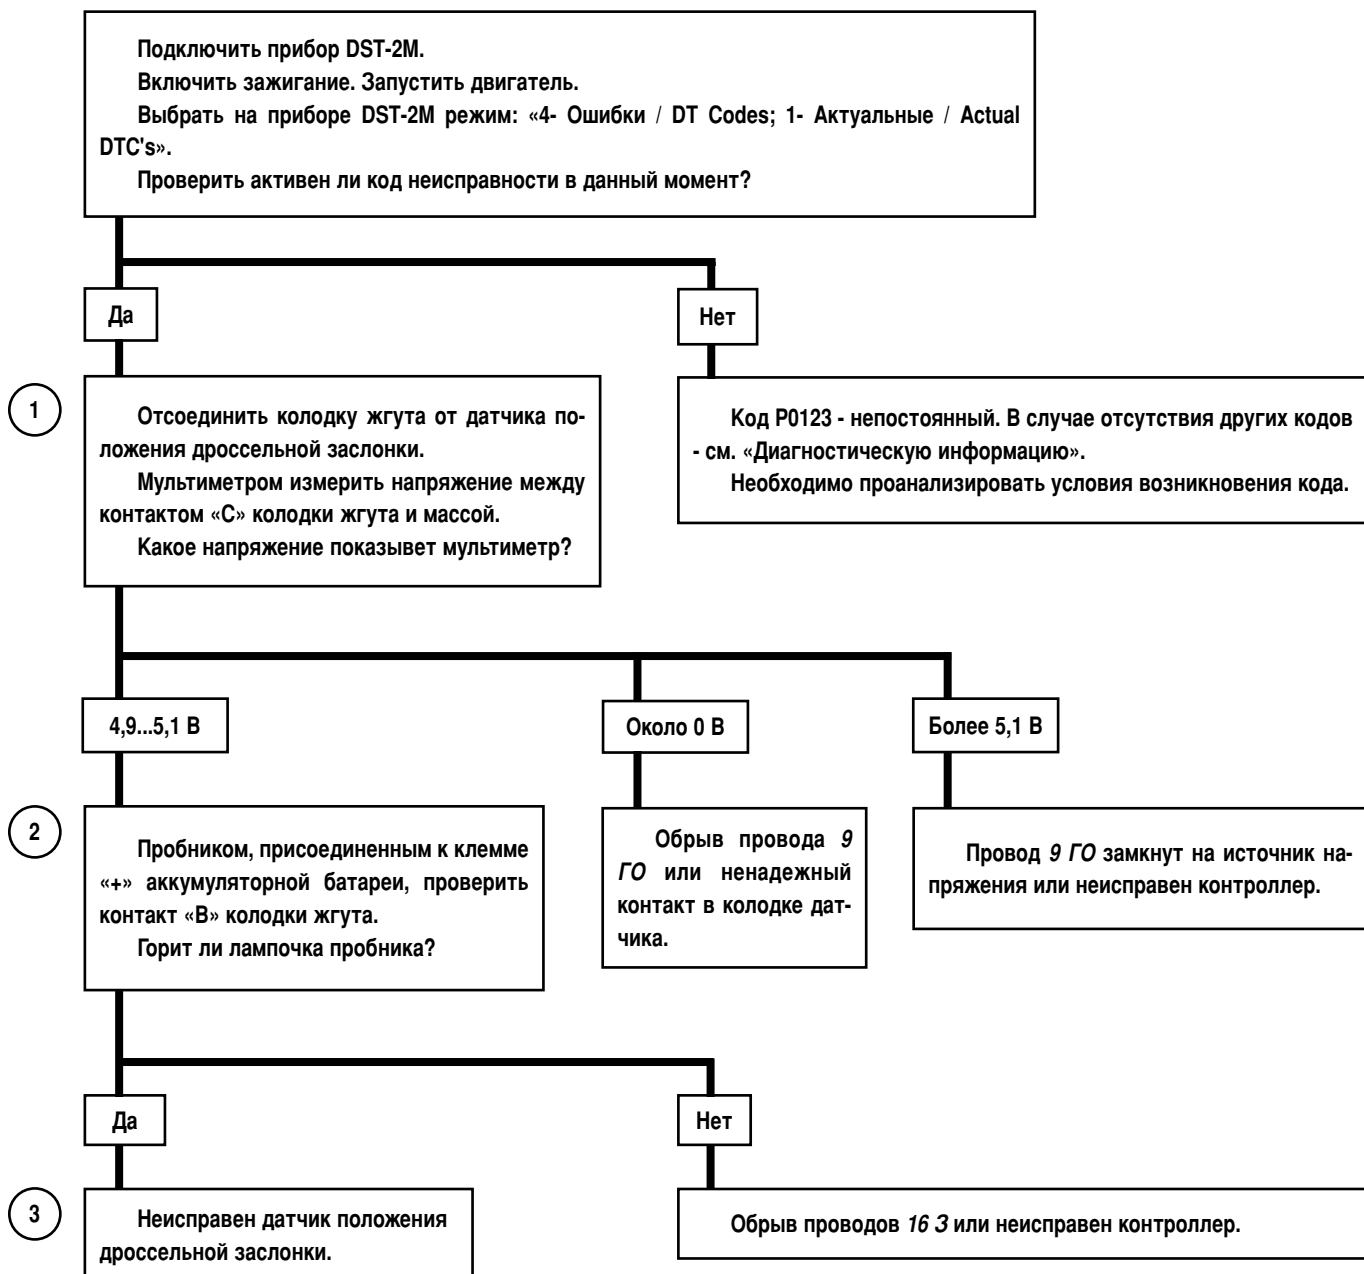 Подключить прибор DST-2М.
Включить зажигание. Запустить двигатель.
Выбрать на приборе DST-2М режим: «4- Ошибки / DT Codes; 1- Актуальные / Actual
DTC's».
Проверить активен ли код неисправности в данный момент?
Да
Нет
1
Отсоединить колодку жгута от датчика по-
ложения дроссельной заслонки.
Мультиметром измерить напряжение между
контактом «С» колодки жгута и массой.
Какое напряжение показывет мультиметр?
Код Р0123 - непостоянный. В случае отсутствия других кодов
- см. «Диагностическую информацию».
Необходимо проанализировать условия возникновения кода.
4,9...5,1 В
Около 0 В
Более 5,1 В
2
Пробником, присоединенным к клемме
«+» аккумуляторной батареи, проверить
контакт «В» колодки жгута.
Горит ли лампочка пробника?
Обрыв провода 9
ГО или ненадежный
контакт в колодке дат-
чика.
Провод 9 ГО замкнут на источник на-
пряжения или неисправен контроллер.
Да
Нет
3
Неисправен датчик положения
дроссельной заслонки.
Обрыв проводов 16 З или неисправен контроллер.